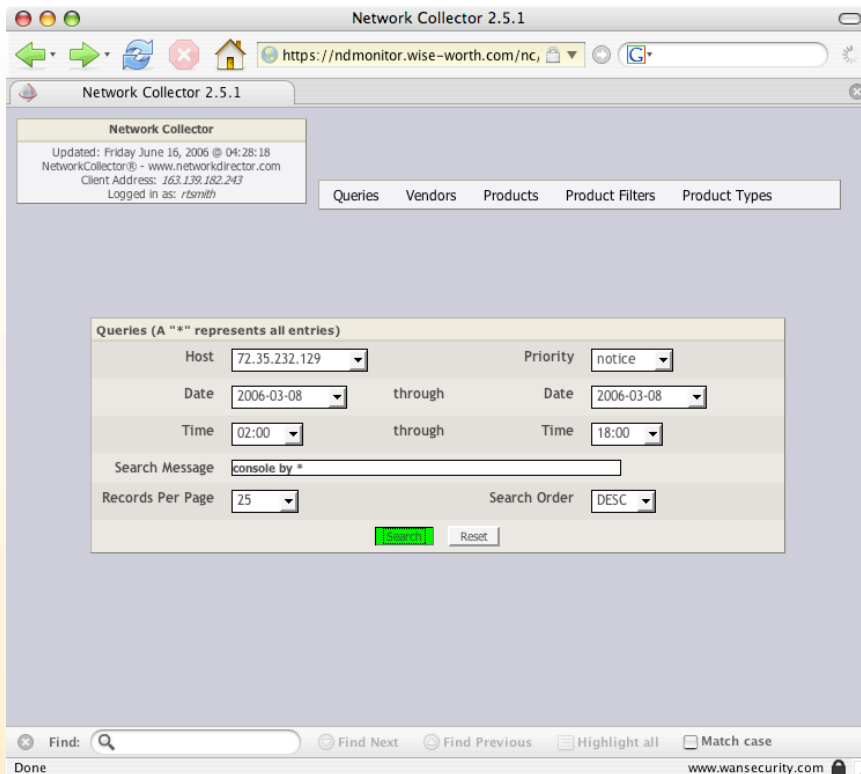 Network Collector 2.5.1
https://ndmonitor.wise-worth.com/nc/
G
Network Collector 2.5.1
Network Collector
Updated: Friday June 16, 2006 @ 04:28:18
NetworkCollector® - www.networkdirector.com
Client Address: 163.139.182.243
Logged in as: rtsmith
Queries Vendors Products Product Filters Product Types
Queries (A "*" represents all entries)
Host 72.35.232.129 Priority notice
Date 2006-03-08 through Date 2006-03-08
Time 02:00 through Time 18:00
Search Message console by *
Records Per Page 25 Search Order DESC
Search Reset
Find: Find Next Find Previous Highlight all Match case
Done www.wansecurity.com